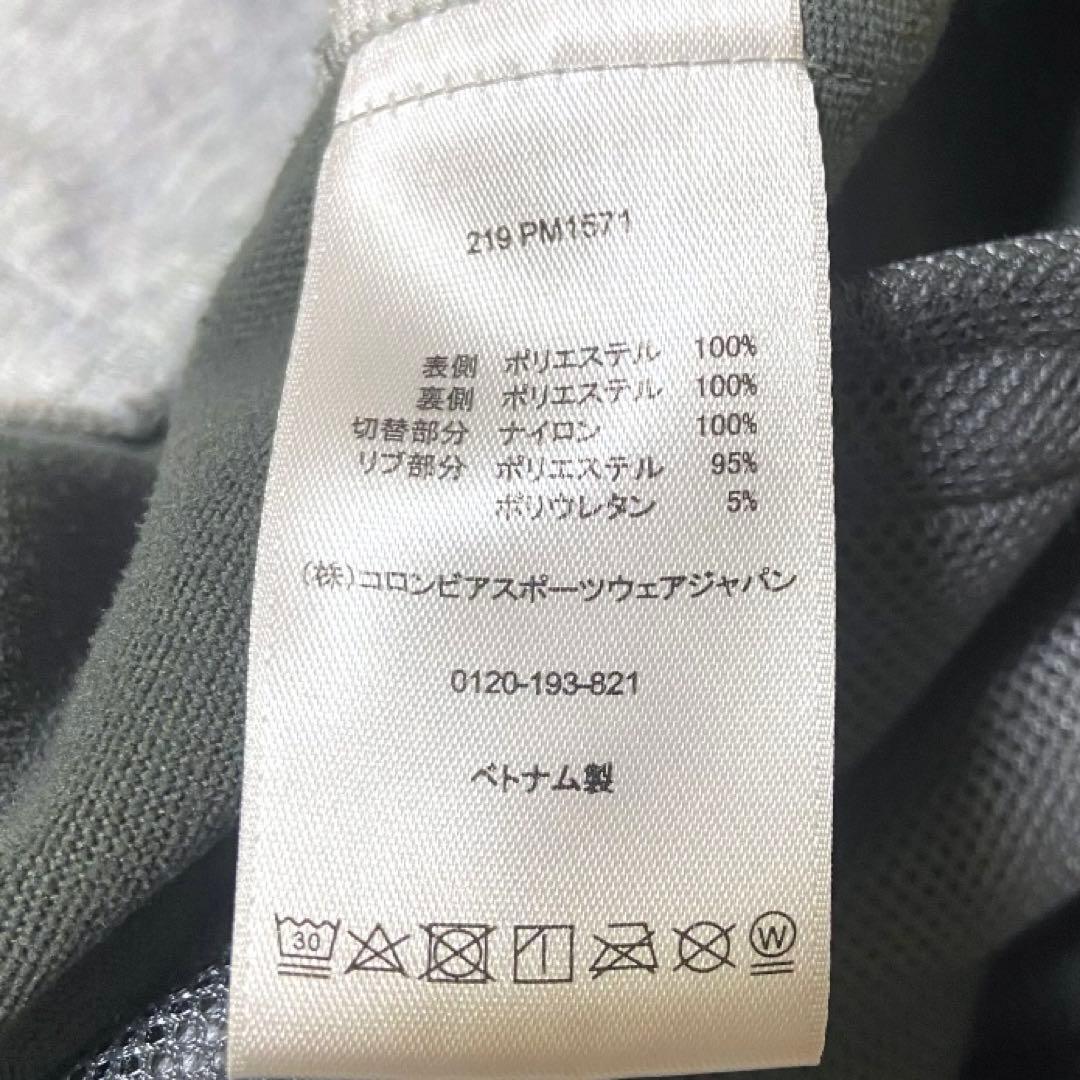 219 PM1571
表側 ポリエステル 100%
裏側 ポリエステル 100%
切替部分 ナイロン 100%
リブ部分 ポリエステル 95%
ポリウレタン 5%
(株)コロンビアスポーツウェアジャパン
0120-193-821
ベトナム製
30 W